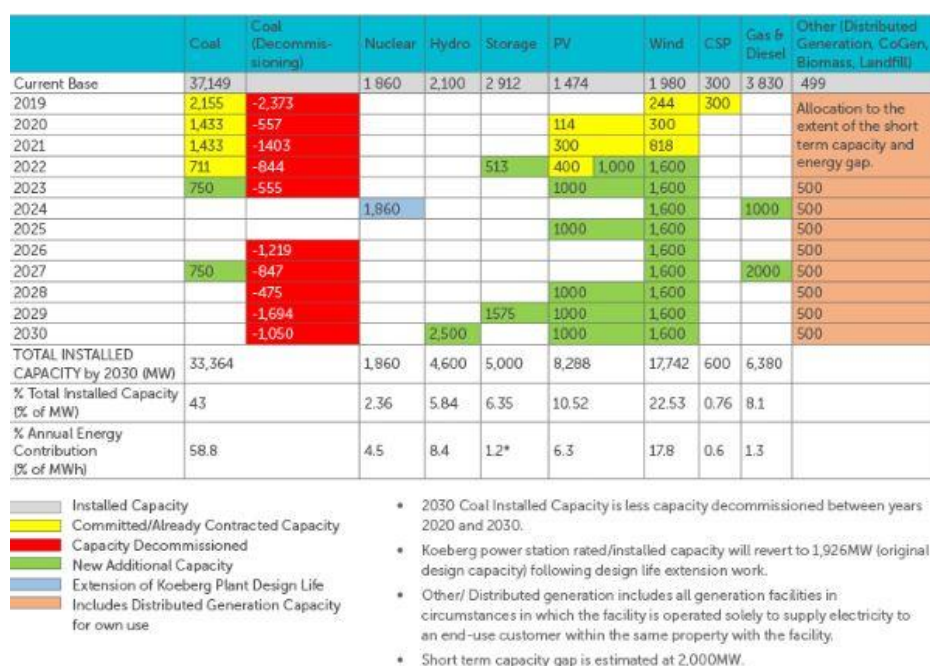 Coal Coal (Decommis-sioning) Nuclear Hydro Storage PV Wind CSP Gas & Diesel Other (Distributed Generation, CoGen, Biomass, Landfill)
Current Base 37,149 1 860 2,100 2 912 1 474 1 980 300 3 830 499
2019 2,155 -2,373 244 300 Allocation to the
2020 1,433 -557 114 300 extent of the short
2021 1,433 -1403 300 818 term capacity and
2022 711 -844 513 400 1,000 1,600 energy gap.
2023 750 -555 1000 1,600 500
2024 1,860 1,600 1000 500
2025 1000 1,600 500
2026 -1,219 1,600 500
2027 750 -847 1,600 2000 500
2028 -475 1000 1,600 500
2029 -1,694 1575 1000 1,600 500
2030 -1,050 2,500 1000 1,600 500
TOTAL INSTALLED CAPACITY by 2030 (MW) 33,364 1,860 4,600 5,000 8,288 17,742 600 6,380
% Total Installed Capacity (% of MW) 43 2.36 5.84 6.35 10.52 22.53 0.76 8.1
% Annual Energy Contribution (% of MWh) 58.8 4.5 8.4 1.2* 6.3 17.8 0.6 1.3
Installed Capacity
Committed/Already Contracted Capacity
Capacity Decommissioned
New Additional Capacity
Extension of Koeberg Plant Design Life
Includes Distributed Generation Capacity
for own use
• 2030 Coal Installed Capacity is less capacity decommissioned between years
2020 and 2030.
• Koeberg power station rated/installed capacity will revert to 1,926MW (original
design capacity) following design life extension work.
• Other/ Distributed generation includes all generation facilities in
circumstances in which the facility is operated solely to supply electricity to
an end-use customer within the same property with the facility.
• Short term capacity gap is estimated at 2,000MW.